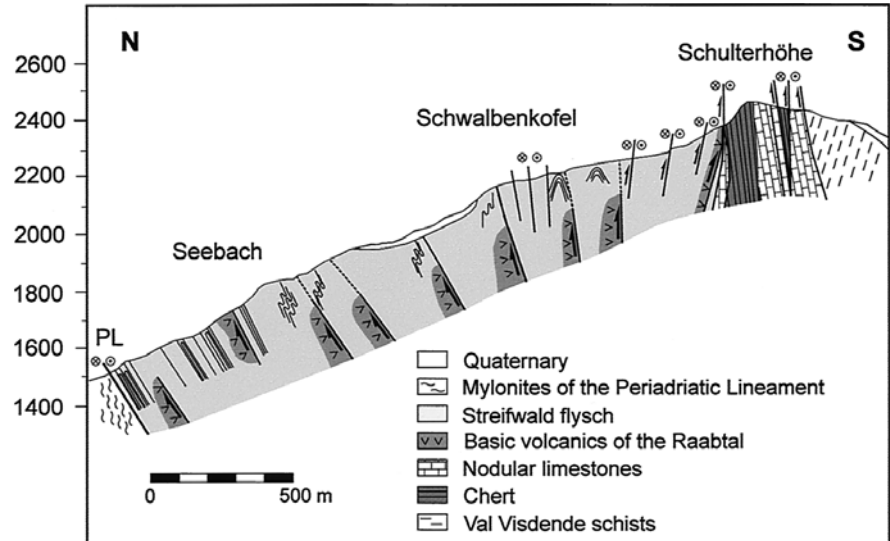 N
S
Schulterhöhe
Schwalbenkofel
Seebach
PL
2600
2400
2200
2000
1800
1600
1400
0
500 m
Quaternary
Mylonites of the Periadriatic Lineament
Streifwald flysch
Basic volcanics of the Raabtal
Nodular limestones
Chert
Val Visdende schists